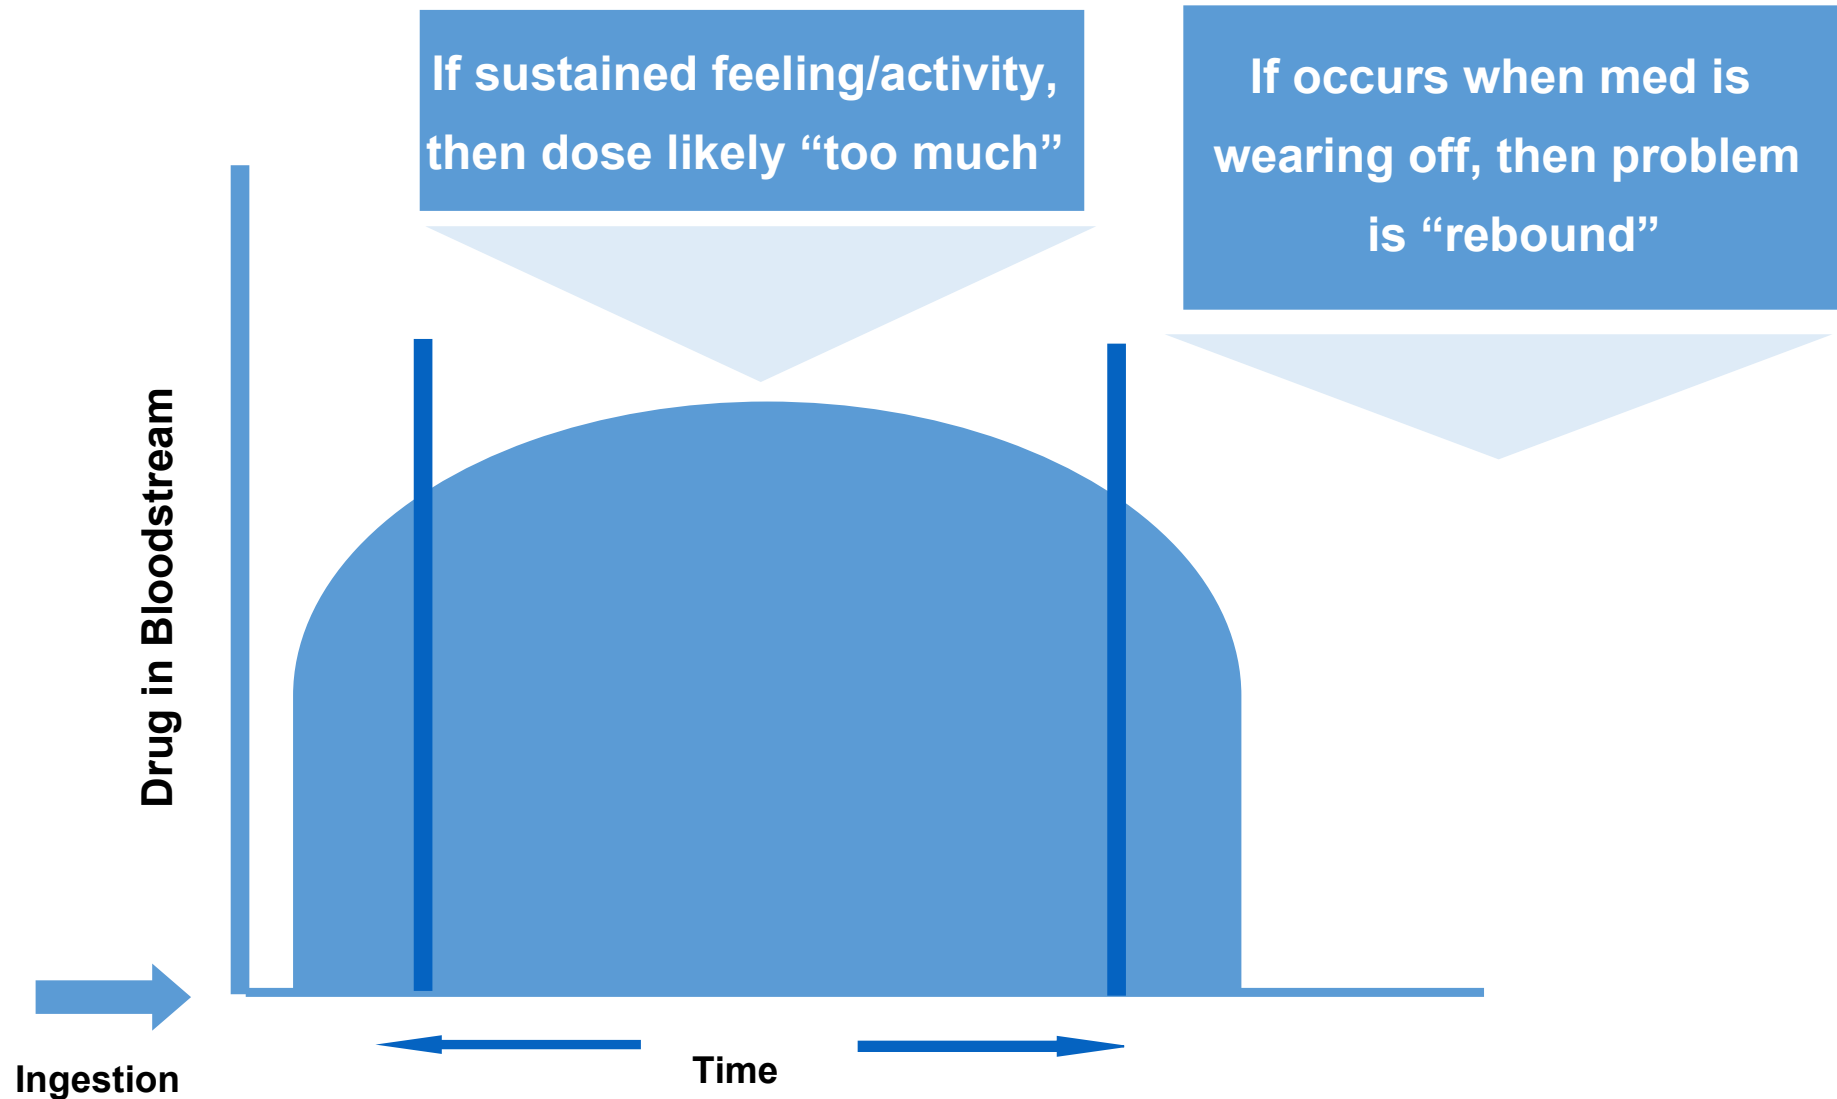 If sustained feeling/activity,
then dose likely “too much”
If occurs when med is
wearing off, then problem
is “rebound”
Drug in Bloodstream
Time
Ingestion